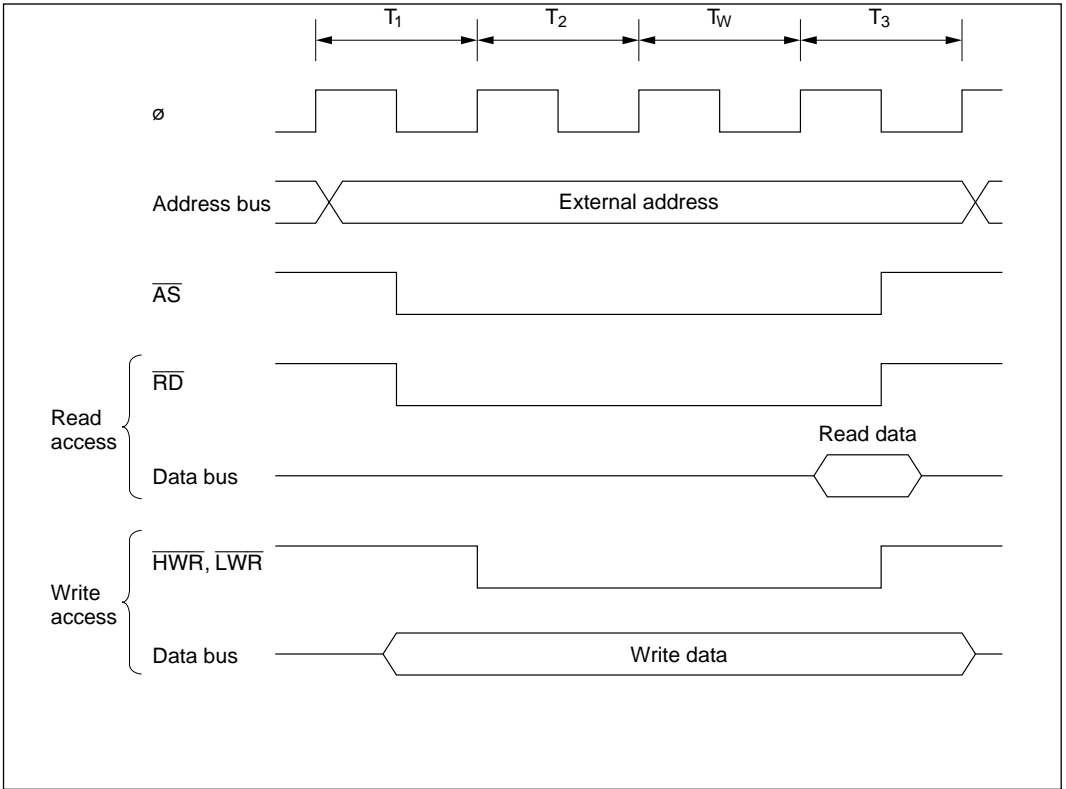 T1 T2 TW T3
ø
Address bus External address
AS
RD
Read
access
Read data
Data bus
HWR, LWR
Write
access
Data bus Write data